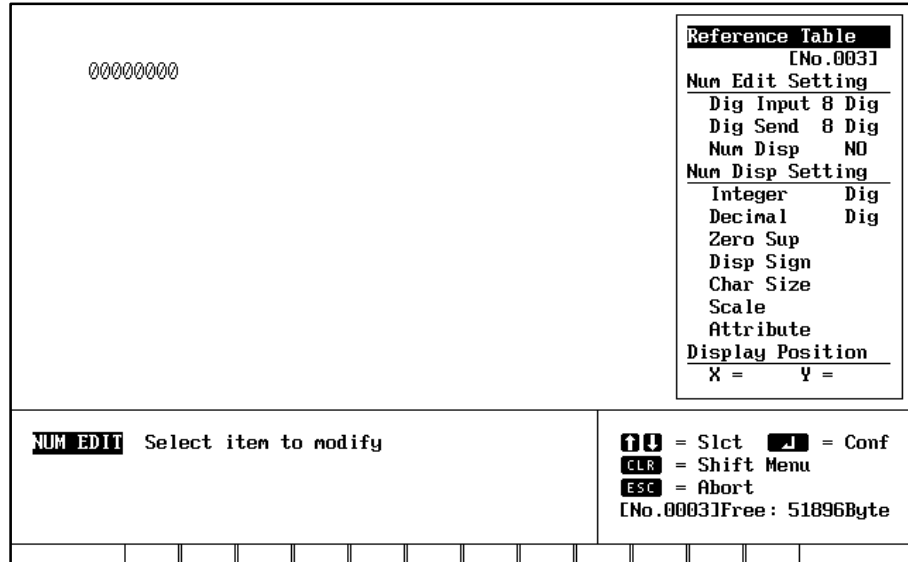 00000000
Reference Table
[No.003]
Num Edit Setting
Dig Input 8 Dig
Dig Send 8 Dig
Num Disp NO
Num Disp Setting
Integer Dig
Decimal Dig
Zero Sup
Disp Sign
Char Size
Scale
Attribute
Display Position
X = Y =
NUM EDIT Select item to modify
↑↓ = Slct ↲ = Conf
CLR = Shift Menu
ESC = Abort
[No.0003]Free: 51896Byte